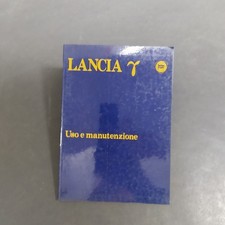 LANCIA γ
Uso e manutenzione